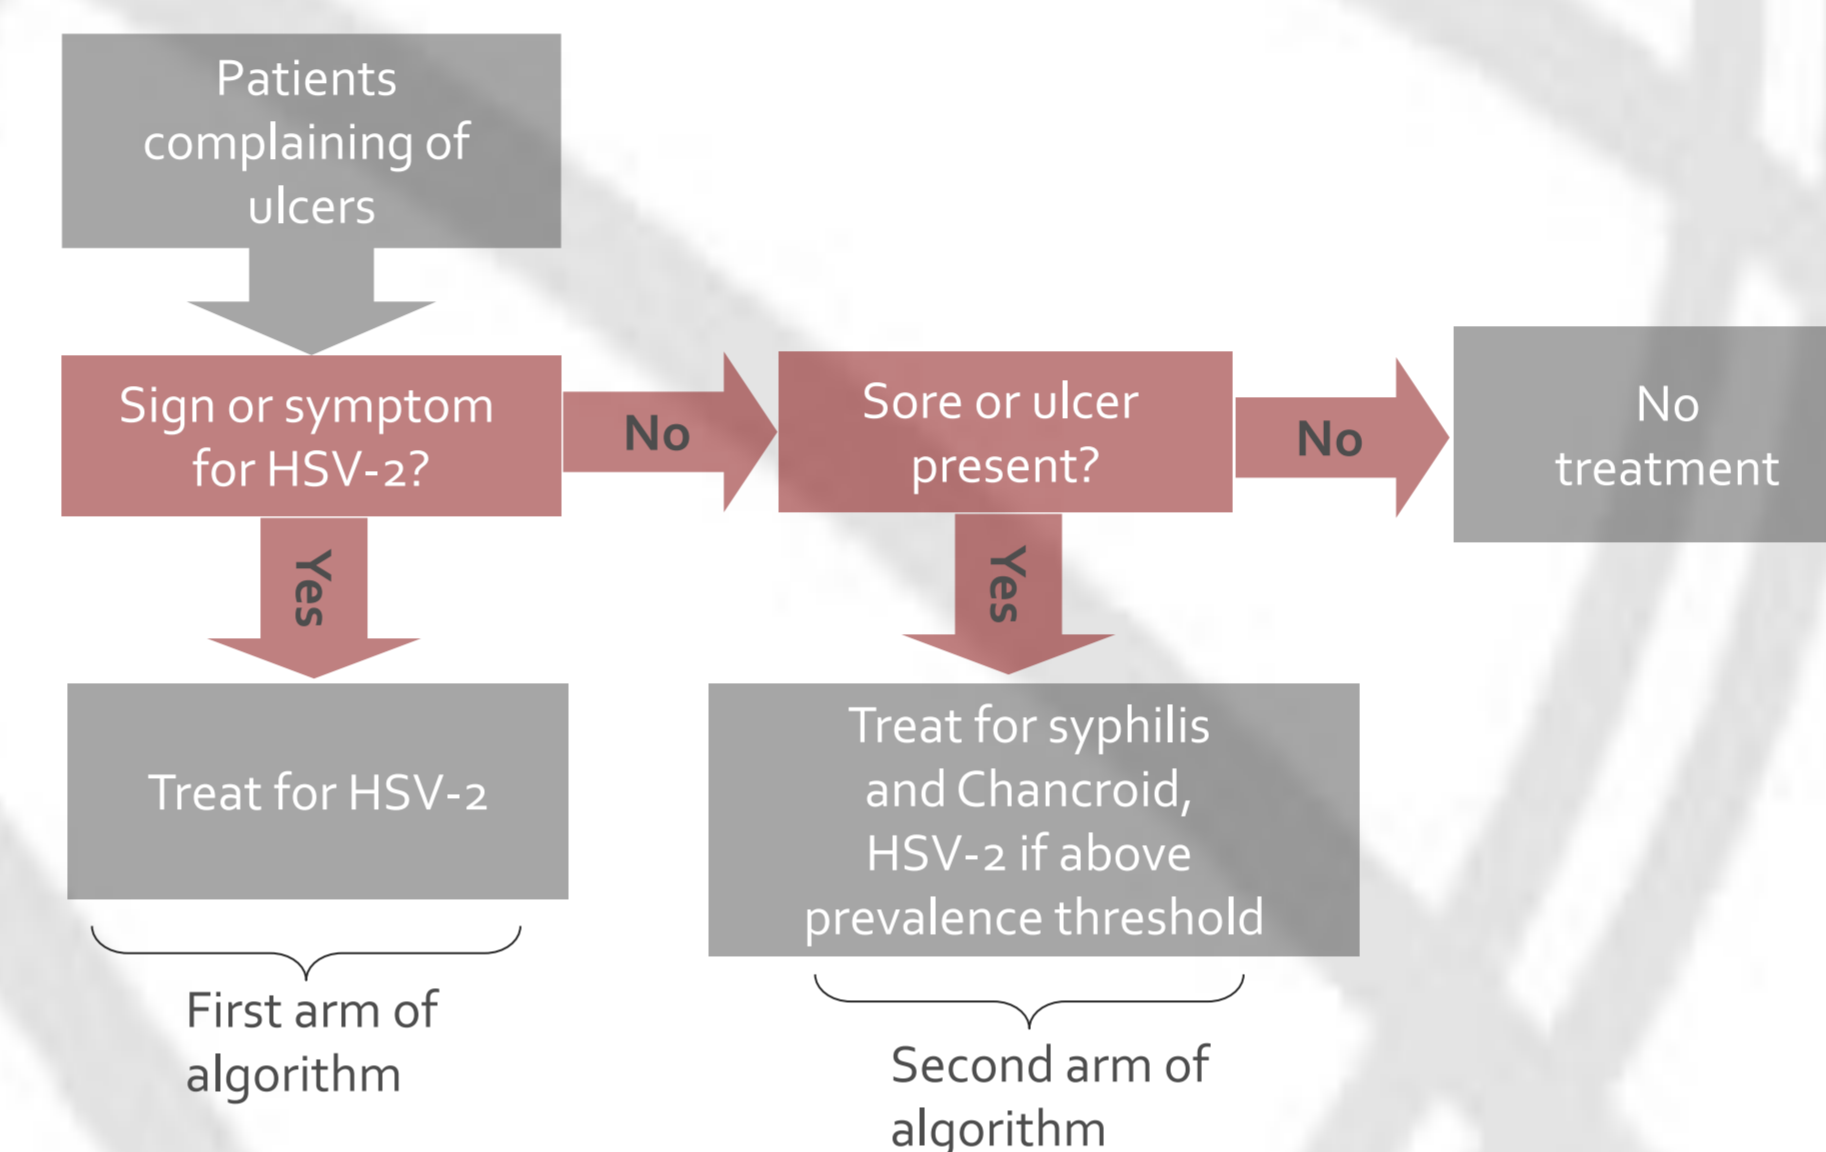 Patients
complaining of
ulcers
Sign or symptom
for HSV-2?
No
Sore or ulcer
present?
No
No
treatment
Yes
Yes
Treat for HSV-2
Treat for syphilis
and Chancroid,
HSV-2 if above
prevalence threshold
First arm of
algorithm
Second arm of
algorithm